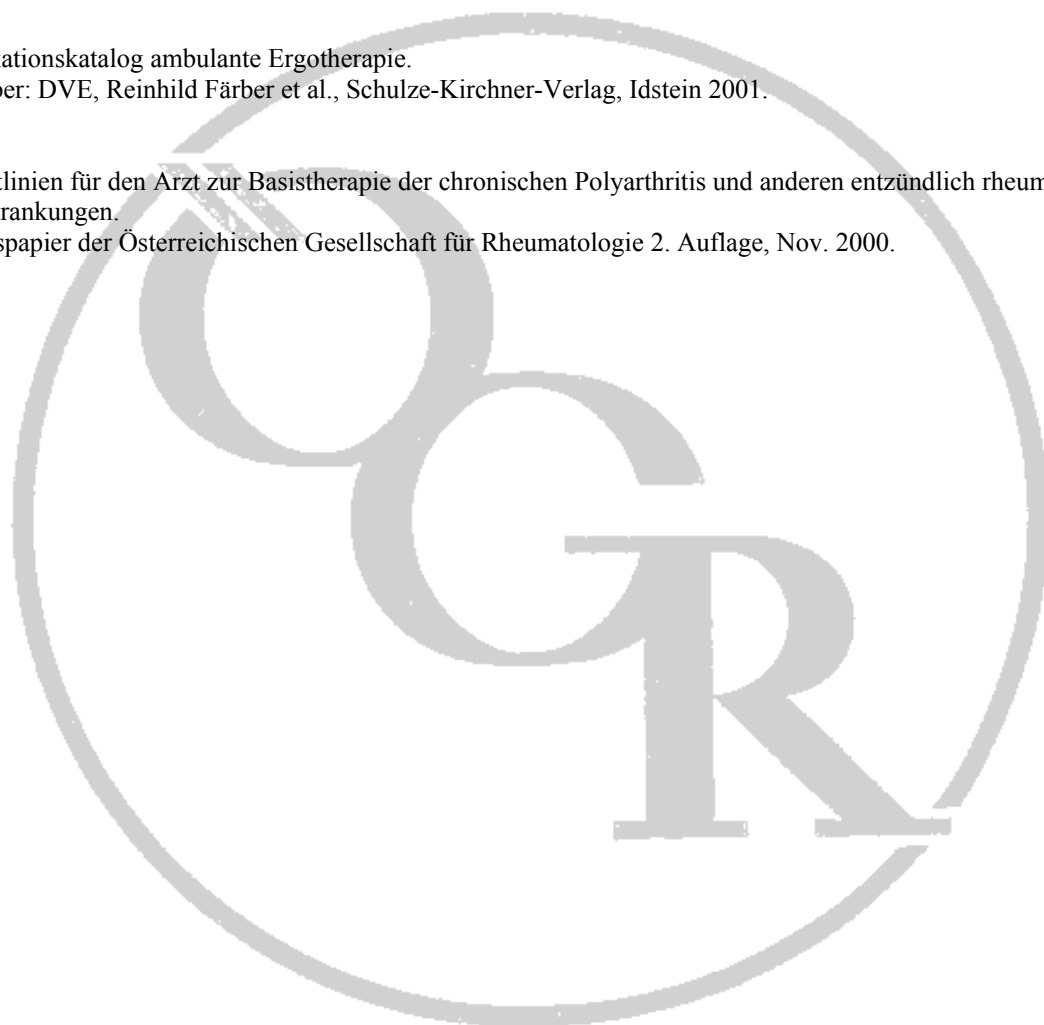 ationskatalog ambulante Ergotherapie.
ber: DVE, Reinhild Färber et al., Schulze-Kirchner-Verlag, Idstein 2001.
tlinien für den Arzt zur Basistherapie der chronischen Polyarthritis und anderen entzündlich rheum
rankungen.
spapier der Österreichischen Gesellschaft für Rheumatologie 2. Auflage, Nov. 2000.
ÖGR